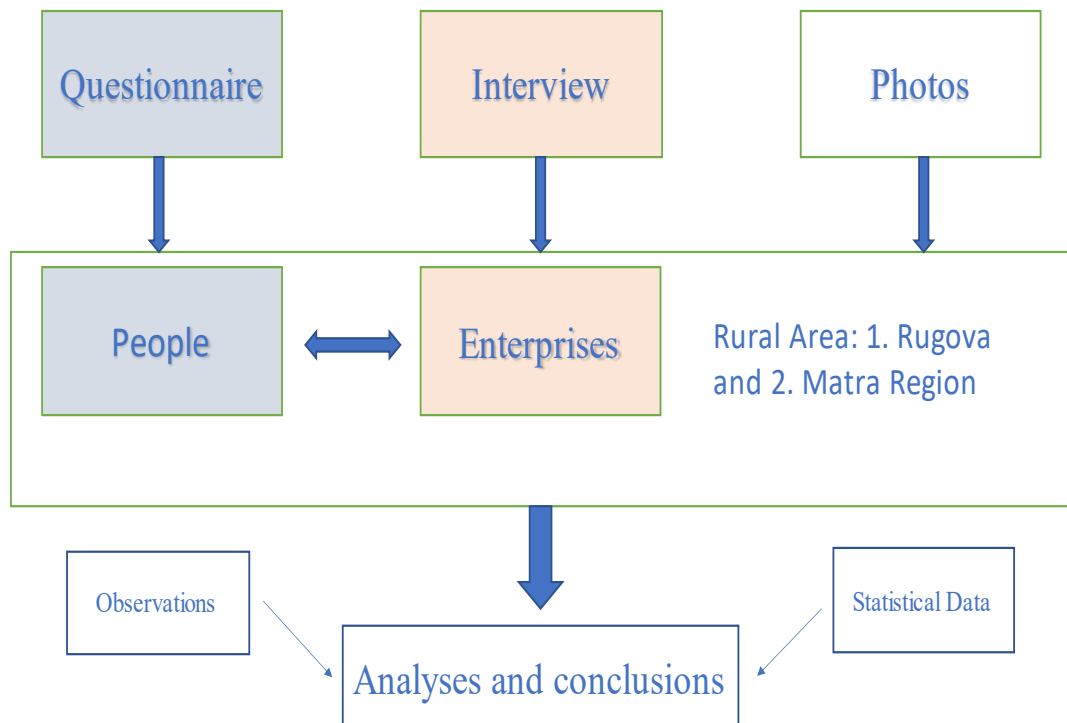 Questionnaire
Interview
Photos
People
Enterprises
Rural Area: 1. Rugova
and 2. Matra Region
Observations
Statistical Data
Analyses and conclusions